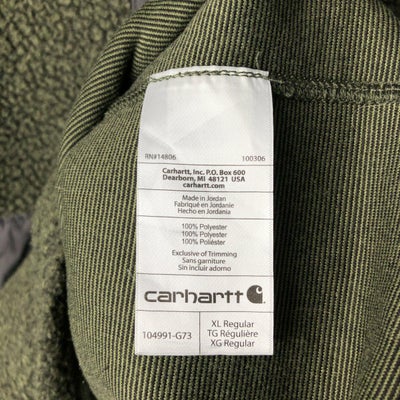 RN#14806 100306
Carhartt, Inc. P.O. Box 600
Dearborn, MI 48121 USA
carhartt.com
Made in Jordan
Fabriqué en Jordanie
Hecho en Jordania
100% Polyester
100% Polyester
100% Poliéster
Exclusive of Trimming
Sans garniture
Sin incluir adorno
carhartt
104991-G73
XL Regular
TG Régulière
XG Regular